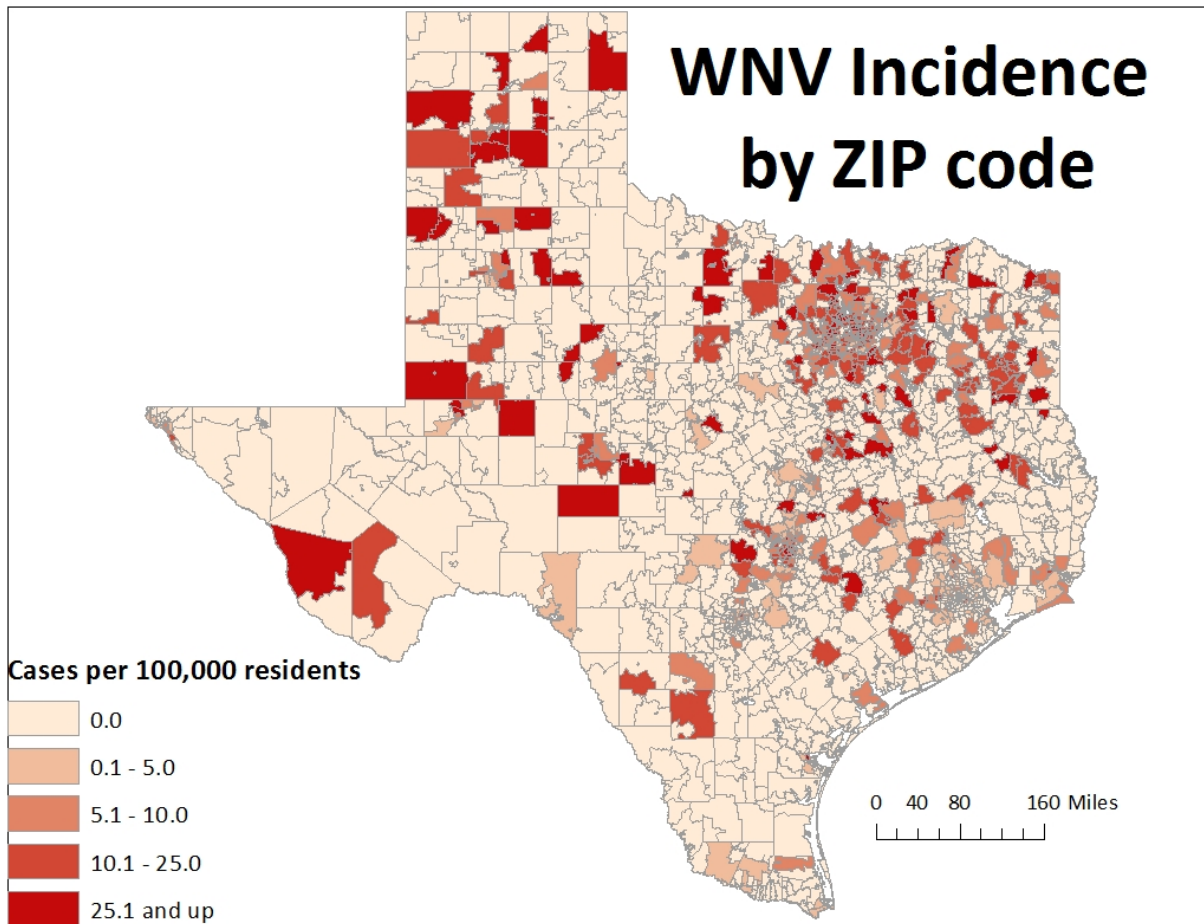 WNV Incidence
by ZIP code
Cases per 100,000 residents
0.0
0.1 - 5.0
5.1 - 10.0
10.1 - 25.0
25.1 and up
0 40 80 160 Miles